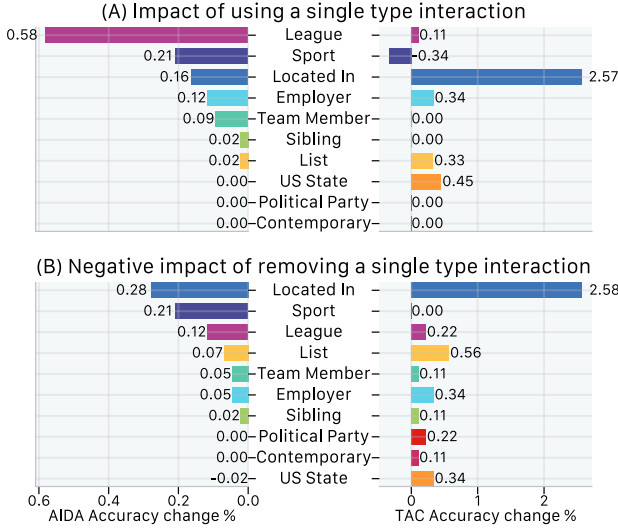 (A) Impact of using a single type interaction
0.58 League 0.11
0.21 Sport -0.34
0.16 Located In 2.57
0.12 Employer 0.34
0.09 Team Member 0.00
0.02 Sibling 0.00
0.02 List 0.33
0.00 US State 0.45
0.00 Political Party 0.00
0.00 Contemporary 0.00
(B) Negative impact of removing a single type interaction
0.28 Located In 2.58
0.21 Sport 0.00
0.12 League 0.22
0.07 List 0.56
0.05 Team Member 0.11
0.05 Employer 0.34
0.02 Sibling 0.11
0.00 Political Party 0.22
0.00 Contemporary 0.11
-0.02 US State 0.34
0.6 0.4 0.2 0.0 0 1 2
AIDA Accuracy change % TAC Accuracy change %